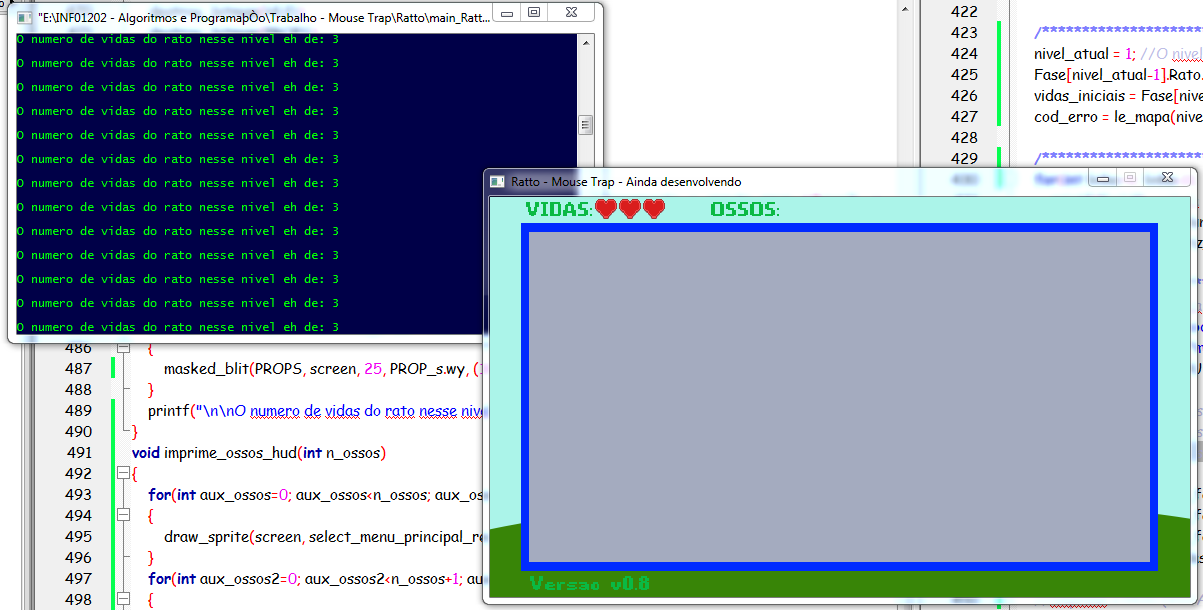 "E:\INF01202 - Algoritmos e ProgramaþÒo\Trabalho - Mouse Trap\Ratto\main_Ratt...
O numero de vidas do rato nesse nivel eh de: 3
O numero de vidas do rato nesse nivel eh de: 3
O numero de vidas do rato nesse nivel eh de: 3
O numero de vidas do rato nesse nivel eh de: 3
O numero de vidas do rato nesse nivel eh de: 3
O numero de vidas do rato nesse nivel eh de: 3
O numero de vidas do rato nesse nivel eh de: 3
O numero de vidas do rato nesse nivel eh de: 3
O numero de vidas do rato nesse nivel eh de: 3
O numero de vidas do rato nesse nivel eh de: 3
O numero de vidas do rato nesse nivel eh de: 3
O numero de vidas do rato nesse nivel eh de: 3
O numero de vidas do rato nesse nivel eh de: 3
422
423 /********************
424 nivel_atual = 1; //O nivel
425 Fase[nivel_atual-1].Rato.
426 vidas_iniciais = Fase[nive
427 cod_erro = le_mapa(nive
428
429 /********************
Ratto - Mouse Trap - Ainda desenvolvendo
VIDAS: OSSOS:
Versao v0.8
486 {
487 masked_blit(PROPS, screen, 25, PROP_s.wy, (
488 }
489 printf("\n\nO numero de vidas do rato nesse nive
490 }
491 void imprime_ossos_hud(int n_ossos)
492 {
493 for(int aux_ossos=0; aux_ossos<n_ossos; aux_os
494 {
495 draw_sprite(screen, select_menu_principal_re
496 }
497 for(int aux_ossos2=0; aux_ossos2<n_ossos+1; au
498 {